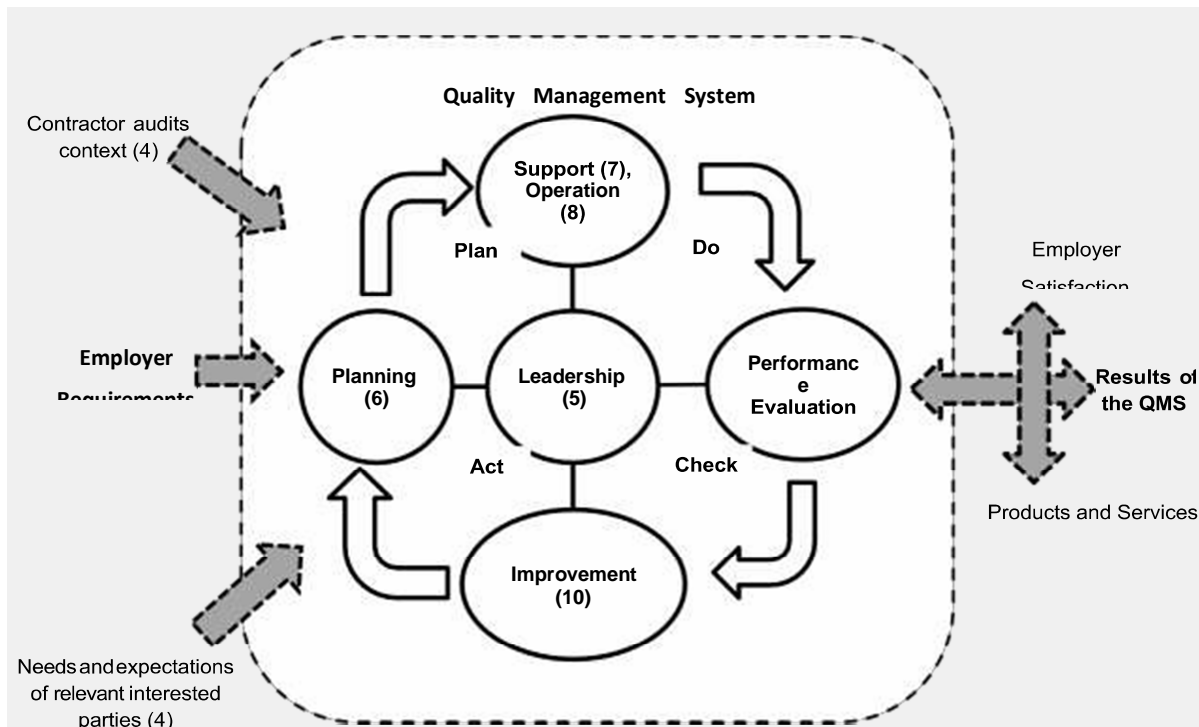 Quality Management System
Contractor audits
context (4)
Support (7),
Operation
(8)
Plan
Do
Employer
Satisfaction
Employer
Requirements
Planning
(6)
Leadership
(5)
Performanc
e
Evaluation
Results of
the QMS
Act
Check
Products and Services
Improvement
(10)
Needs and expectations
of relevant interested
parties (4)